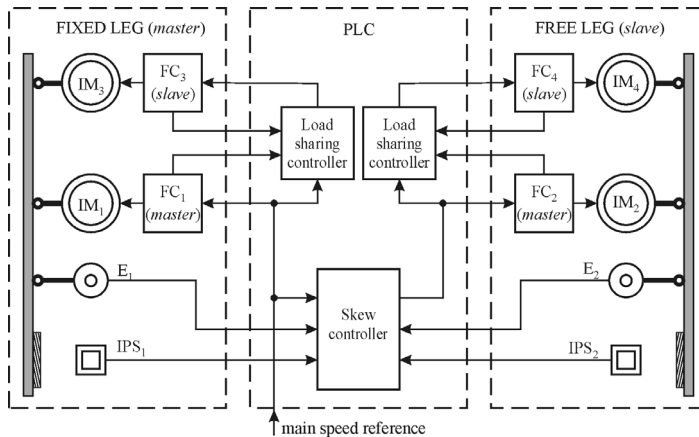 FIXED LEG (master)
PLC
FREE LEG (slave)
IM3
FC3
(slave)
FC4
(slave)
IM4
Load
sharing
controller
Load
sharing
controller
IM1
FC1
(master)
FC2
(master)
IM2
E1
E2
Skew
controller
IPS1
IPS2
main speed reference